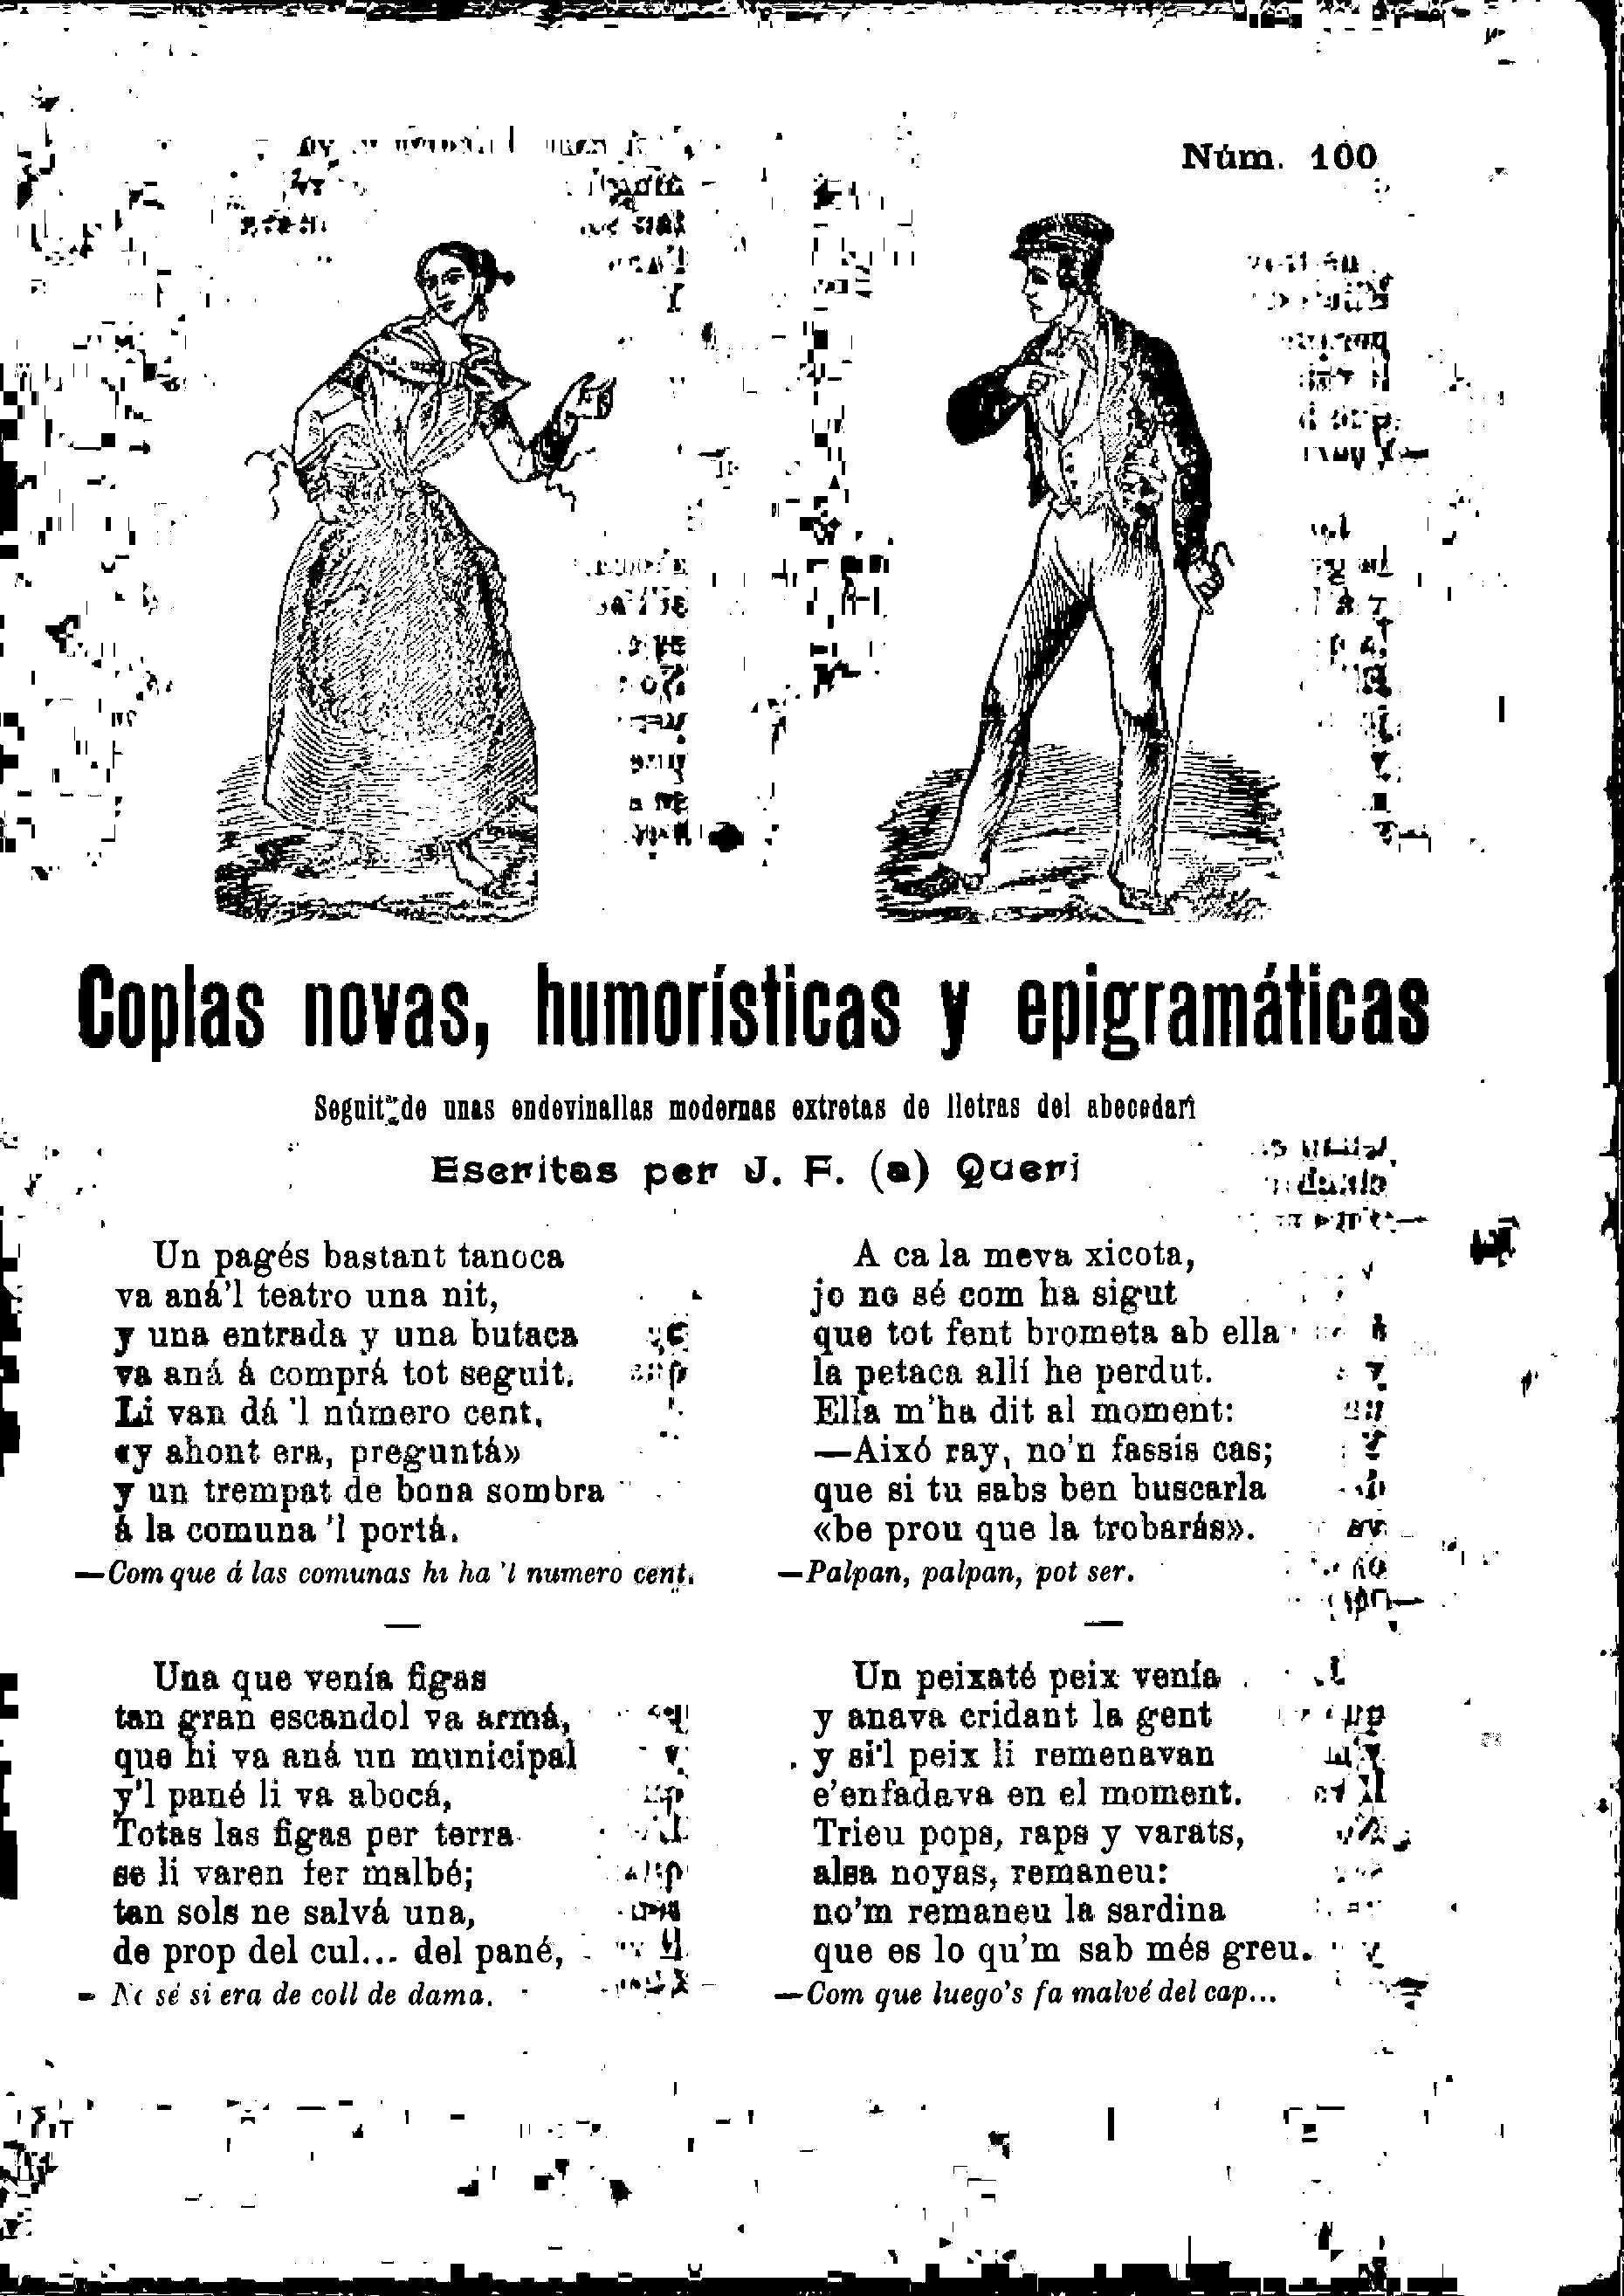 Núm. 100
Coplas novas, humorísticas y epigramáticas
de unas endevinallas modernas extretas de lletras del abecedari
Escritas per J. F. (a) Queri
Un pagés bastant tanoca
va aná'l teatro una nit,
y una entrada y una butaca
va aná á comprá tot seguit.
Li van dá 'l número cent,
«y ahont era, preguntá»
y un trempat de bona sombra
á la comuna 'l portá.
—Com que á las comunas hi ha 'l numero cent.
Una que venía figas
tan gran escandol va armá,
que hi va aná un municipal
y'l pané li va abocá,
Totas las figas per terra
se li varen fer malbé;
tan sols ne salvá una,
de prop del cul... del pané,
- No sé si era de coll de dama.
A ca la meva xicota,
jo no sé com ha sigut
que tot fent brometa ab ella
la petaca allí he perdut.
Ella m'ha dit al moment:
—Aixó ray, no'n fassis cas;
que si tu sabs ben buscarla
«be prou que la trobarás».
—Palpan, palpan, pot ser.
Un peixaté peix venía
y anava cridant la gent
y si'l peix li remenavan
s'enfadava en el moment.
Trieu pops, raps y varats,
alsa noyas, remaneu:
no'm remaneu la sardina
que es lo qu'm sab més greu.
—Com que luego's fa malvé del cap...